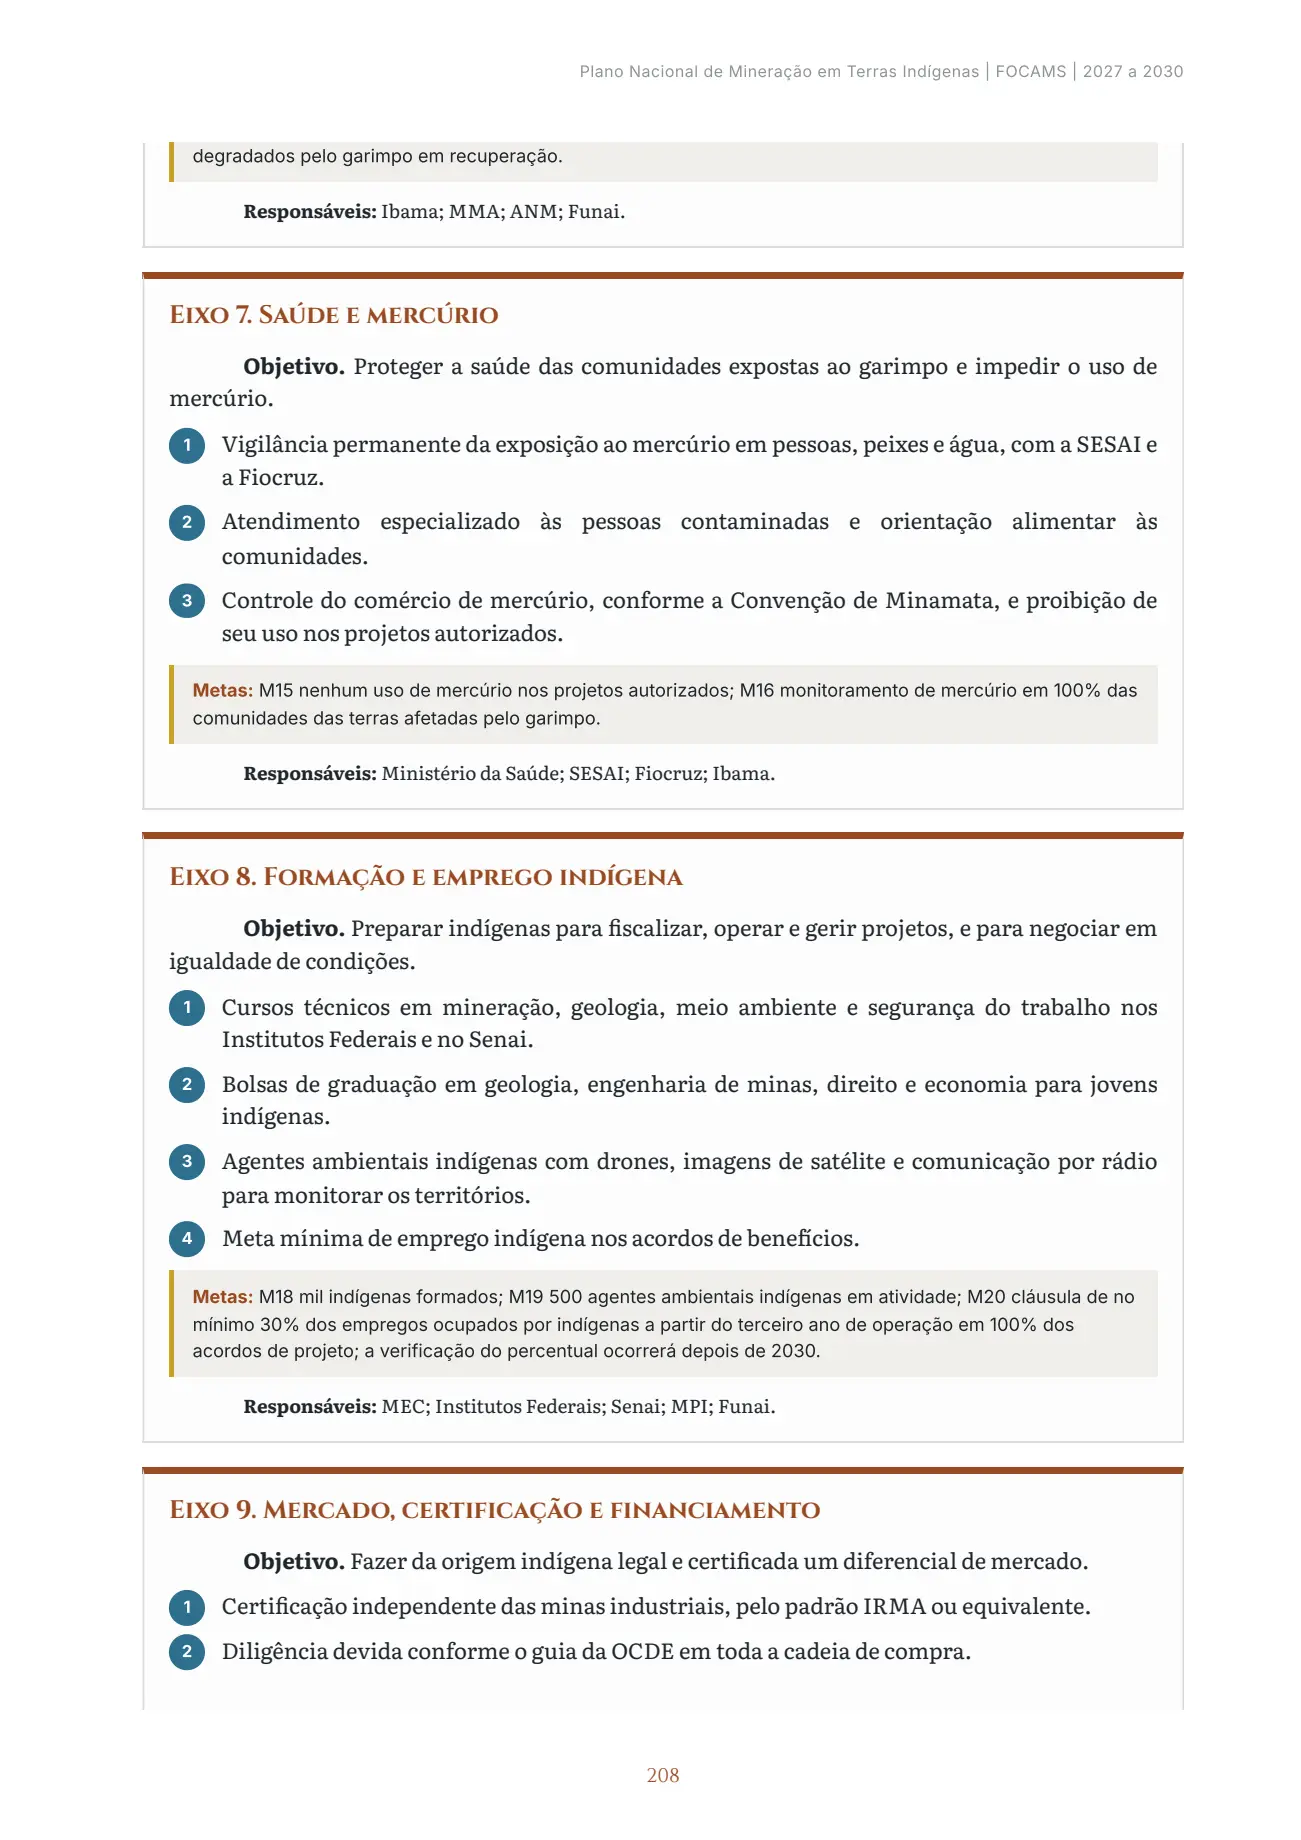 Plano Nacional de Mineração em Terras Indígenas | FOCAMS | 2027 a 2030
degradados pelo garimpo em recuperação.
Responsáveis: Ibama; MMA; ANM; Funai.
Eixo 7. Saúde e mercúrio
Objetivo. Proteger a saúde das comunidades expostas ao garimpo e impedir o uso de
mercúrio.
1 Vigilância permanente da exposição ao mercúrio em pessoas, peixes e água, com a SESAI e
a Fiocruz.
2 Atendimento especializado às pessoas contaminadas e orientação alimentar às
comunidades.
3 Controle do comércio de mercúrio, conforme a Convenção de Minamata, e proibição de
seu uso nos projetos autorizados.
Metas: M15 nenhum uso de mercúrio nos projetos autorizados; M16 monitoramento de mercúrio em 100% das
comunidades das terras afetadas pelo garimpo.
Responsáveis: Ministério da Saúde; SESAI; Fiocruz; Ibama.
Eixo 8. Formação e emprego indígena
Objetivo. Preparar indígenas para fiscalizar, operar e gerir projetos, e para negociar em
igualdade de condições.
1 Cursos técnicos em mineração, geologia, meio ambiente e segurança do trabalho nos
Institutos Federais e no Senai.
2 Bolsas de graduação em geologia, engenharia de minas, direito e economia para jovens
indígenas.
3 Agentes ambientais indígenas com drones, imagens de satélite e comunicação por rádio
para monitorar os territórios.
4 Meta mínima de emprego indígena nos acordos de benefícios.
Metas: M18 mil indígenas formados; M19 500 agentes ambientais indígenas em atividade; M20 cláusula de no
mínimo 30% dos empregos ocupados por indígenas a partir do terceiro ano de operação em 100% dos
acordos de projeto; a verificação do percentual ocorrerá depois de 2030.
Responsáveis: MEC; Institutos Federais; Senai; MPI; Funai.
Eixo 9. Mercado, certificação e financiamento
Objetivo. Fazer da origem indígena legal e certificada um diferencial de mercado.
1 Certificação independente das minas industriais, pelo padrão IRMA ou equivalente.
2 Diligência devida conforme o guia da OCDE em toda a cadeia de compra.
208